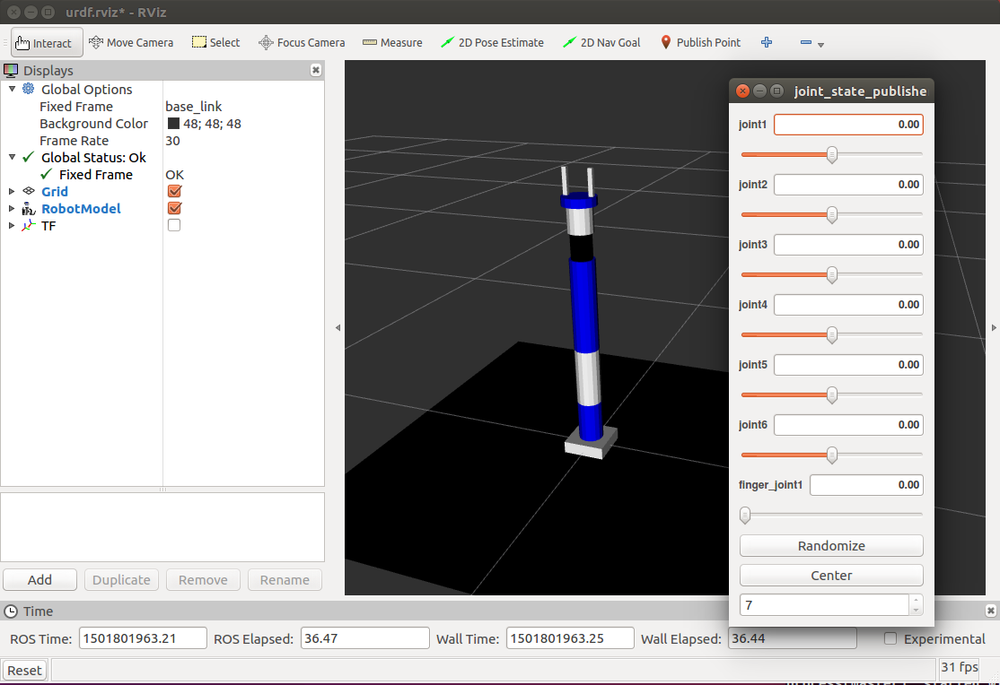 urdf.rviz* - RViz
Interact Move Camera Select Focus Camera Measure 2D Pose Estimate 2D Nav Goal Publish Point
Displays
Global Options
Fixed Frame base_link
Background Color 48; 48; 48
Frame Rate 30
Global Status: Ok
Fixed Frame OK
Grid
RobotModel
TF
Add Duplicate Remove Rename
joint_state_publishe
joint1 0.00
joint2 0.00
joint3 0.00
joint4 0.00
joint5 0.00
joint6 0.00
finger_joint1 0.00
Randomize
Center
7
Time
ROS Time: 1501801963.21 ROS Elapsed: 36.47 Wall Time: 1501801963.25 Wall Elapsed: 36.44 Experimental
Reset 31 fps